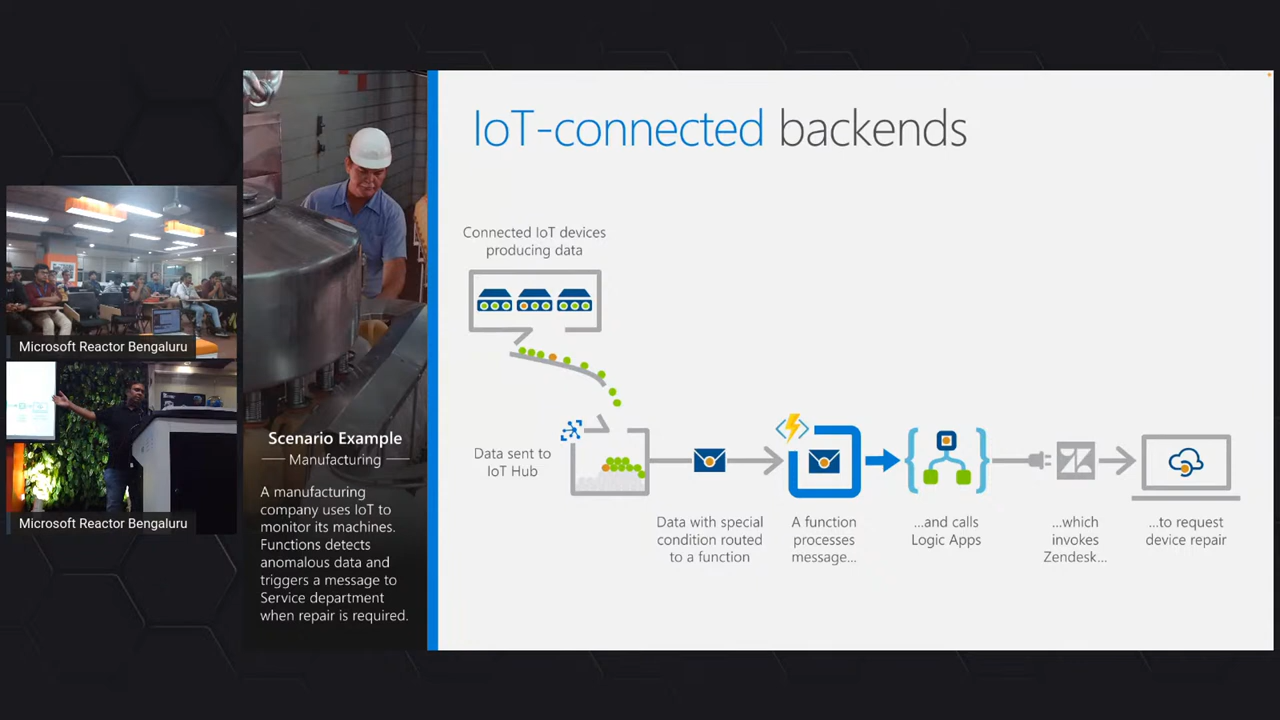 IoT-connected backends
Connected IoT devices
producing data
Data sent to
IoT Hub
Data with special
condition routed
to a function
A function
processes
message...
...and calls
Logic Apps
...which
invokes
Zendesk...
...to request
device repair
Scenario Example
Manufacturing
A manufacturing
company uses IoT to
monitor its machines.
Functions detects
anomalous data and
triggers a message to
Service department
when repair is required.
Microsoft Reactor Bengaluru
Microsoft Reactor Bengaluru